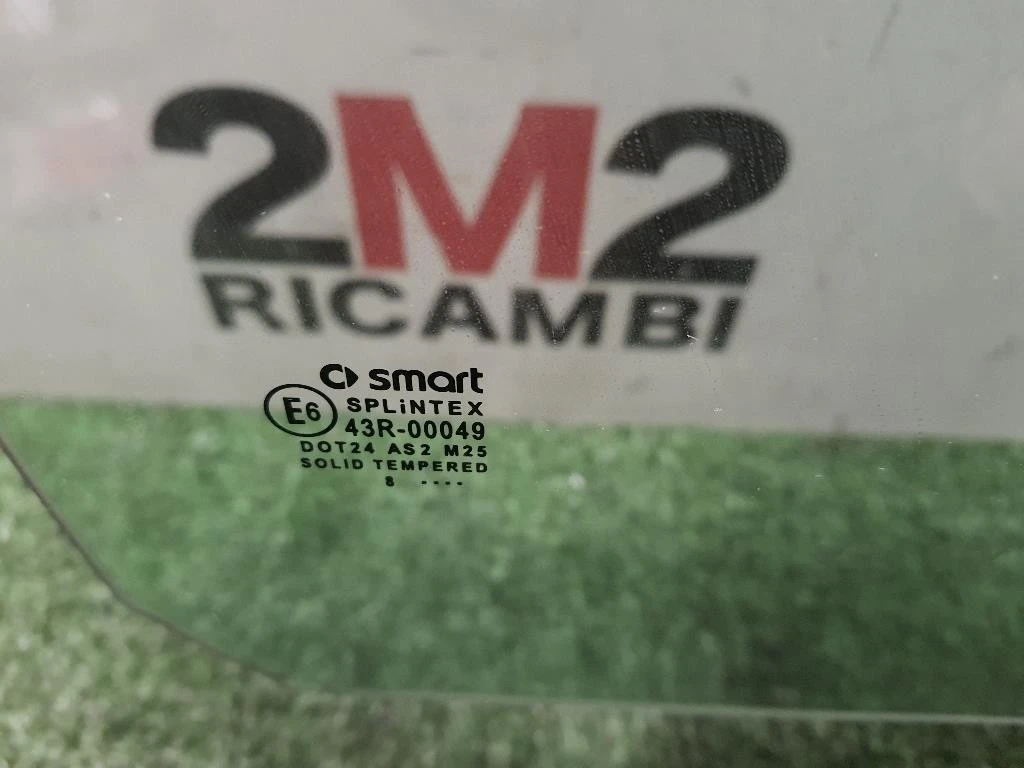 2M2
RICAMBI
smart
E6
SPLiNTEX
43R-00049
DOT24 AS2 M25
SOLID TEMPERED
8 ····